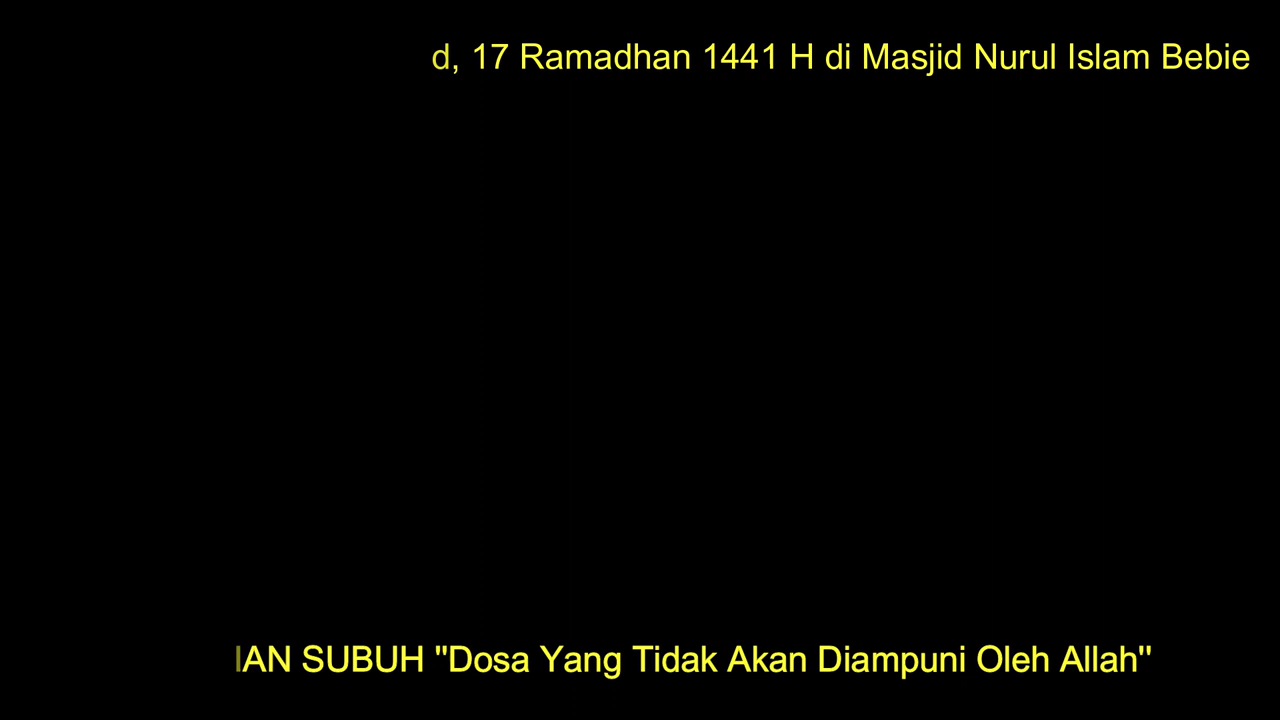 d, 17 Ramadhan 1441 H di Masjid Nurul Islam Bebie
IAN SUBUH "Dosa Yang Tidak Akan Diampuni Oleh Allah"